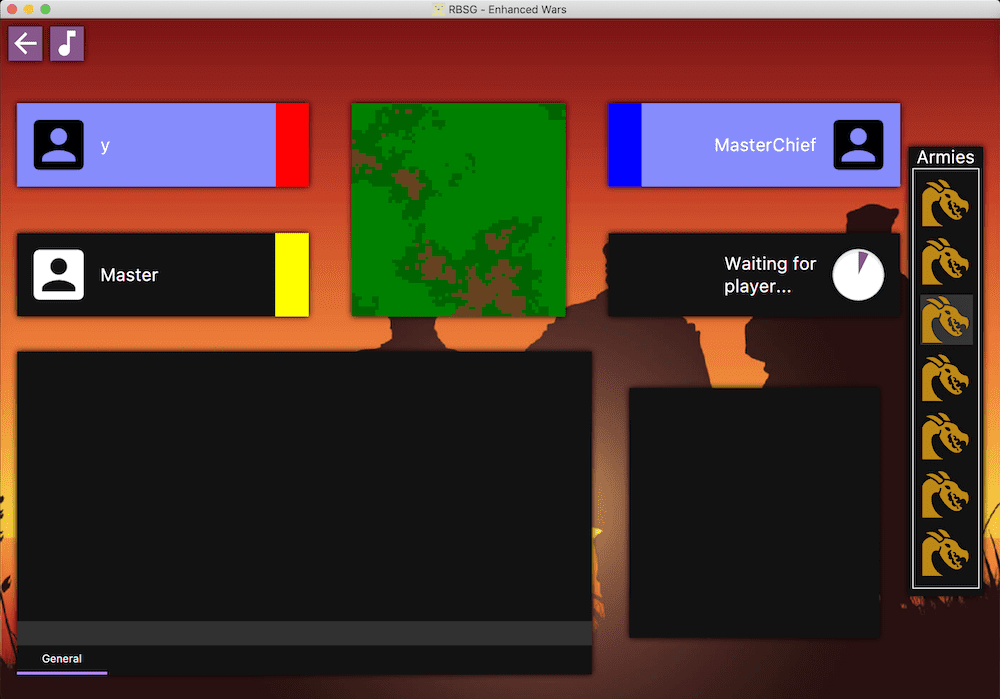 RBSG - Enhanced Wars
y
MasterChief
Armies
Master
Waiting for
player...
General